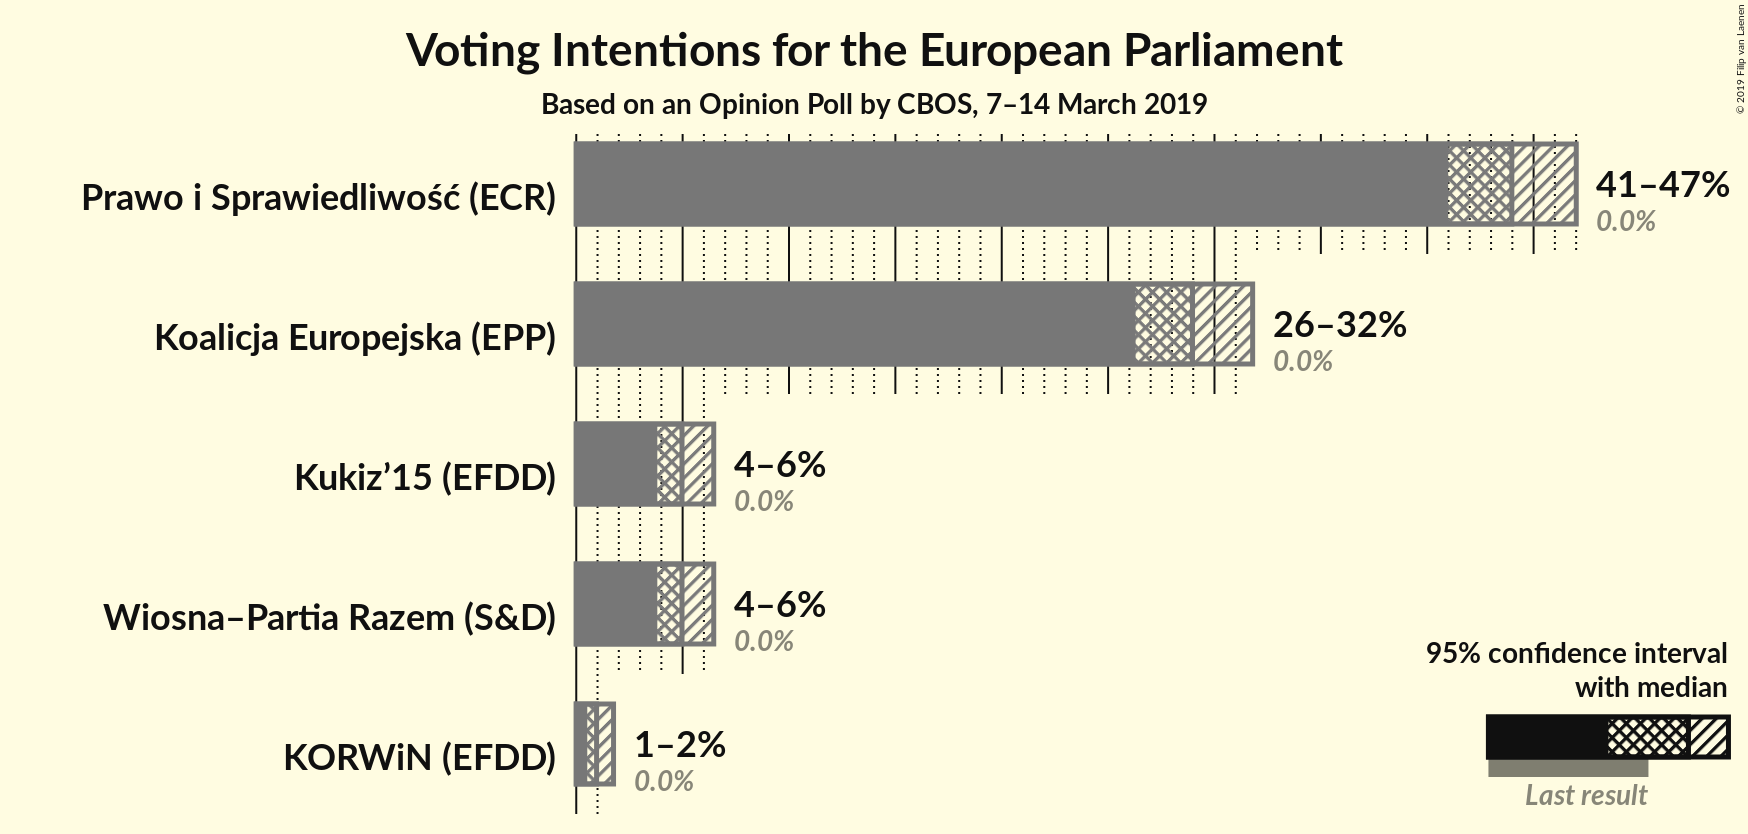 Voting Intentions for the European Parliament
Based on an Opinion Poll by CBOS, 7–14 March 2019
© 2019 Filip van Laenen
Prawo i Sprawiedliwość (ECR)
41–47%
0.0%
Koalicja Europejska (EPP)
26–32%
0.0%
Kukiz’15 (EFDD)
4–6%
0.0%
Wiosna–Partia Razem (S&D)
4–6%
0.0%
KORWiN (EFDD)
1–2%
0.0%
95% confidence interval
with median
Last result